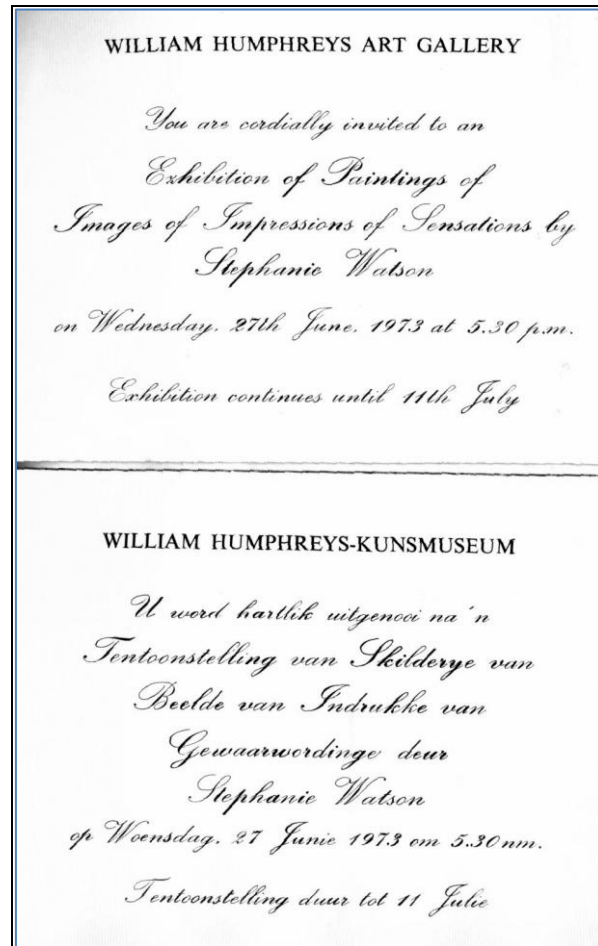 WILLIAM HUMPHREYS ART GALLERY
You are cordially invited to an
Exhibition of Paintings of
Images of Impressions of Sensations by
Stephanie Watson
on Wednesday, 27th June, 1973 at 5.30 p.m.
Exhibition continues until 11th July
WILLIAM HUMPHREYS-KUNSMUSEUM
U word hartlik uitgenooi na 'n
Tentoonstelling van Skilderye van
Beelde van Indrukke van
Gewaarwordinge deur
Stephanie Watson
op Woensdag, 27 Junie 1973 om 5.30 nm.
Tentoonstelling duur tot 11 Julie